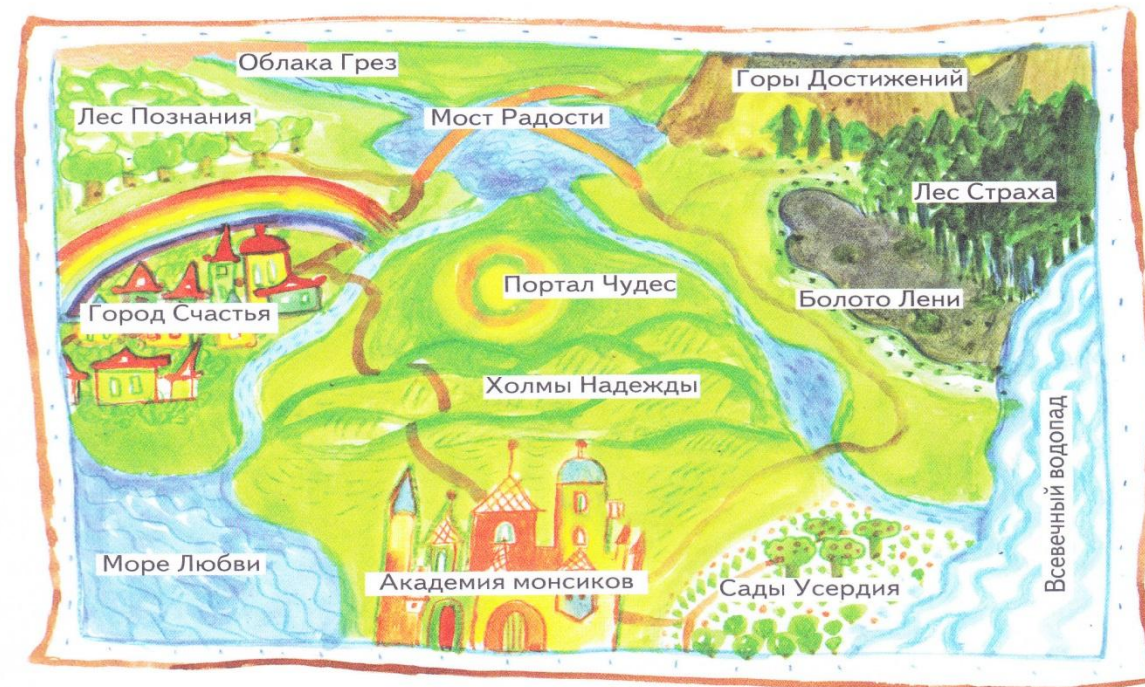 Облака Грез
Горы Достижений
Лес Познания
Мост Радости
Лес Страха
Портал Чудес
Болото Лени
Город Счастья
Холмы Надежды
Всевечный водопад
Море Любви
Академия монсиков
Сады Усердия